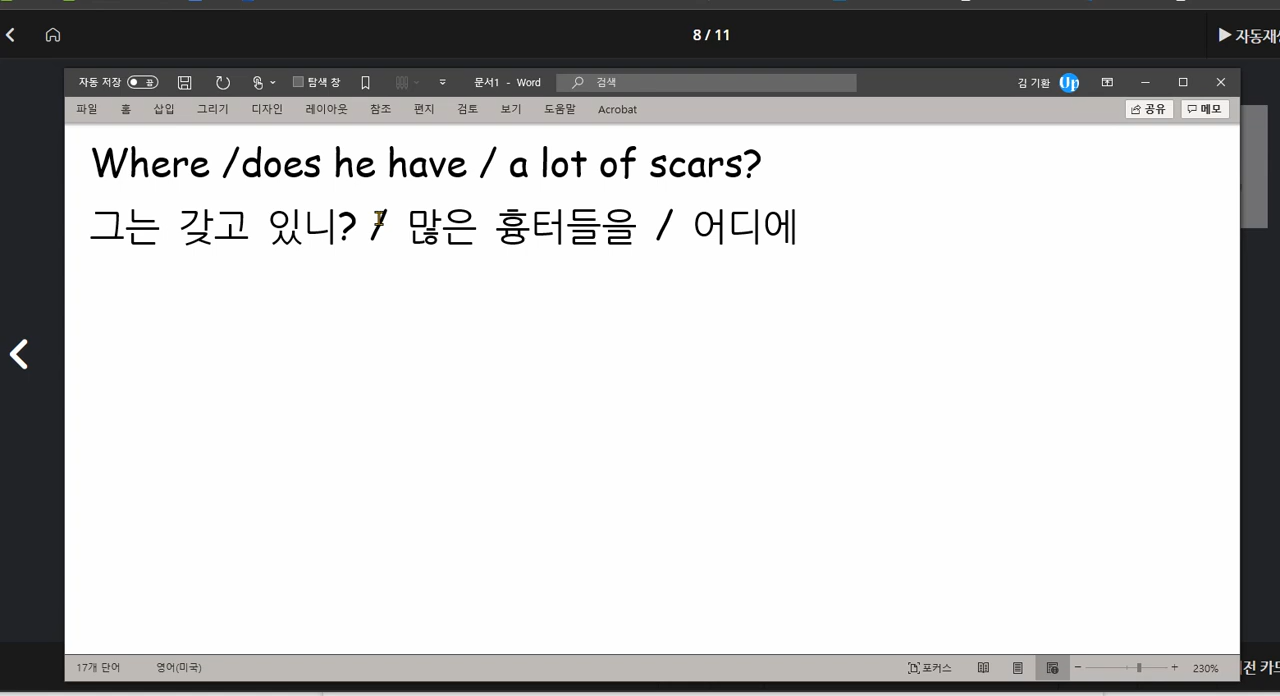 8 / 11
▶ 자동재생
자동 저장 끔 탐색 창 문서1 - Word 검색 김 기환 Up
파일 홈 삽입 그리기 디자인 레이아웃 참조 편지 검토 보기 도움말 Acrobat 공유 메모
Where /does he have / a lot of scars?
그는 갖고 있니? / 많은 흉터들을 / 어디에
17개 단어 영어(미국) 포커스 230%